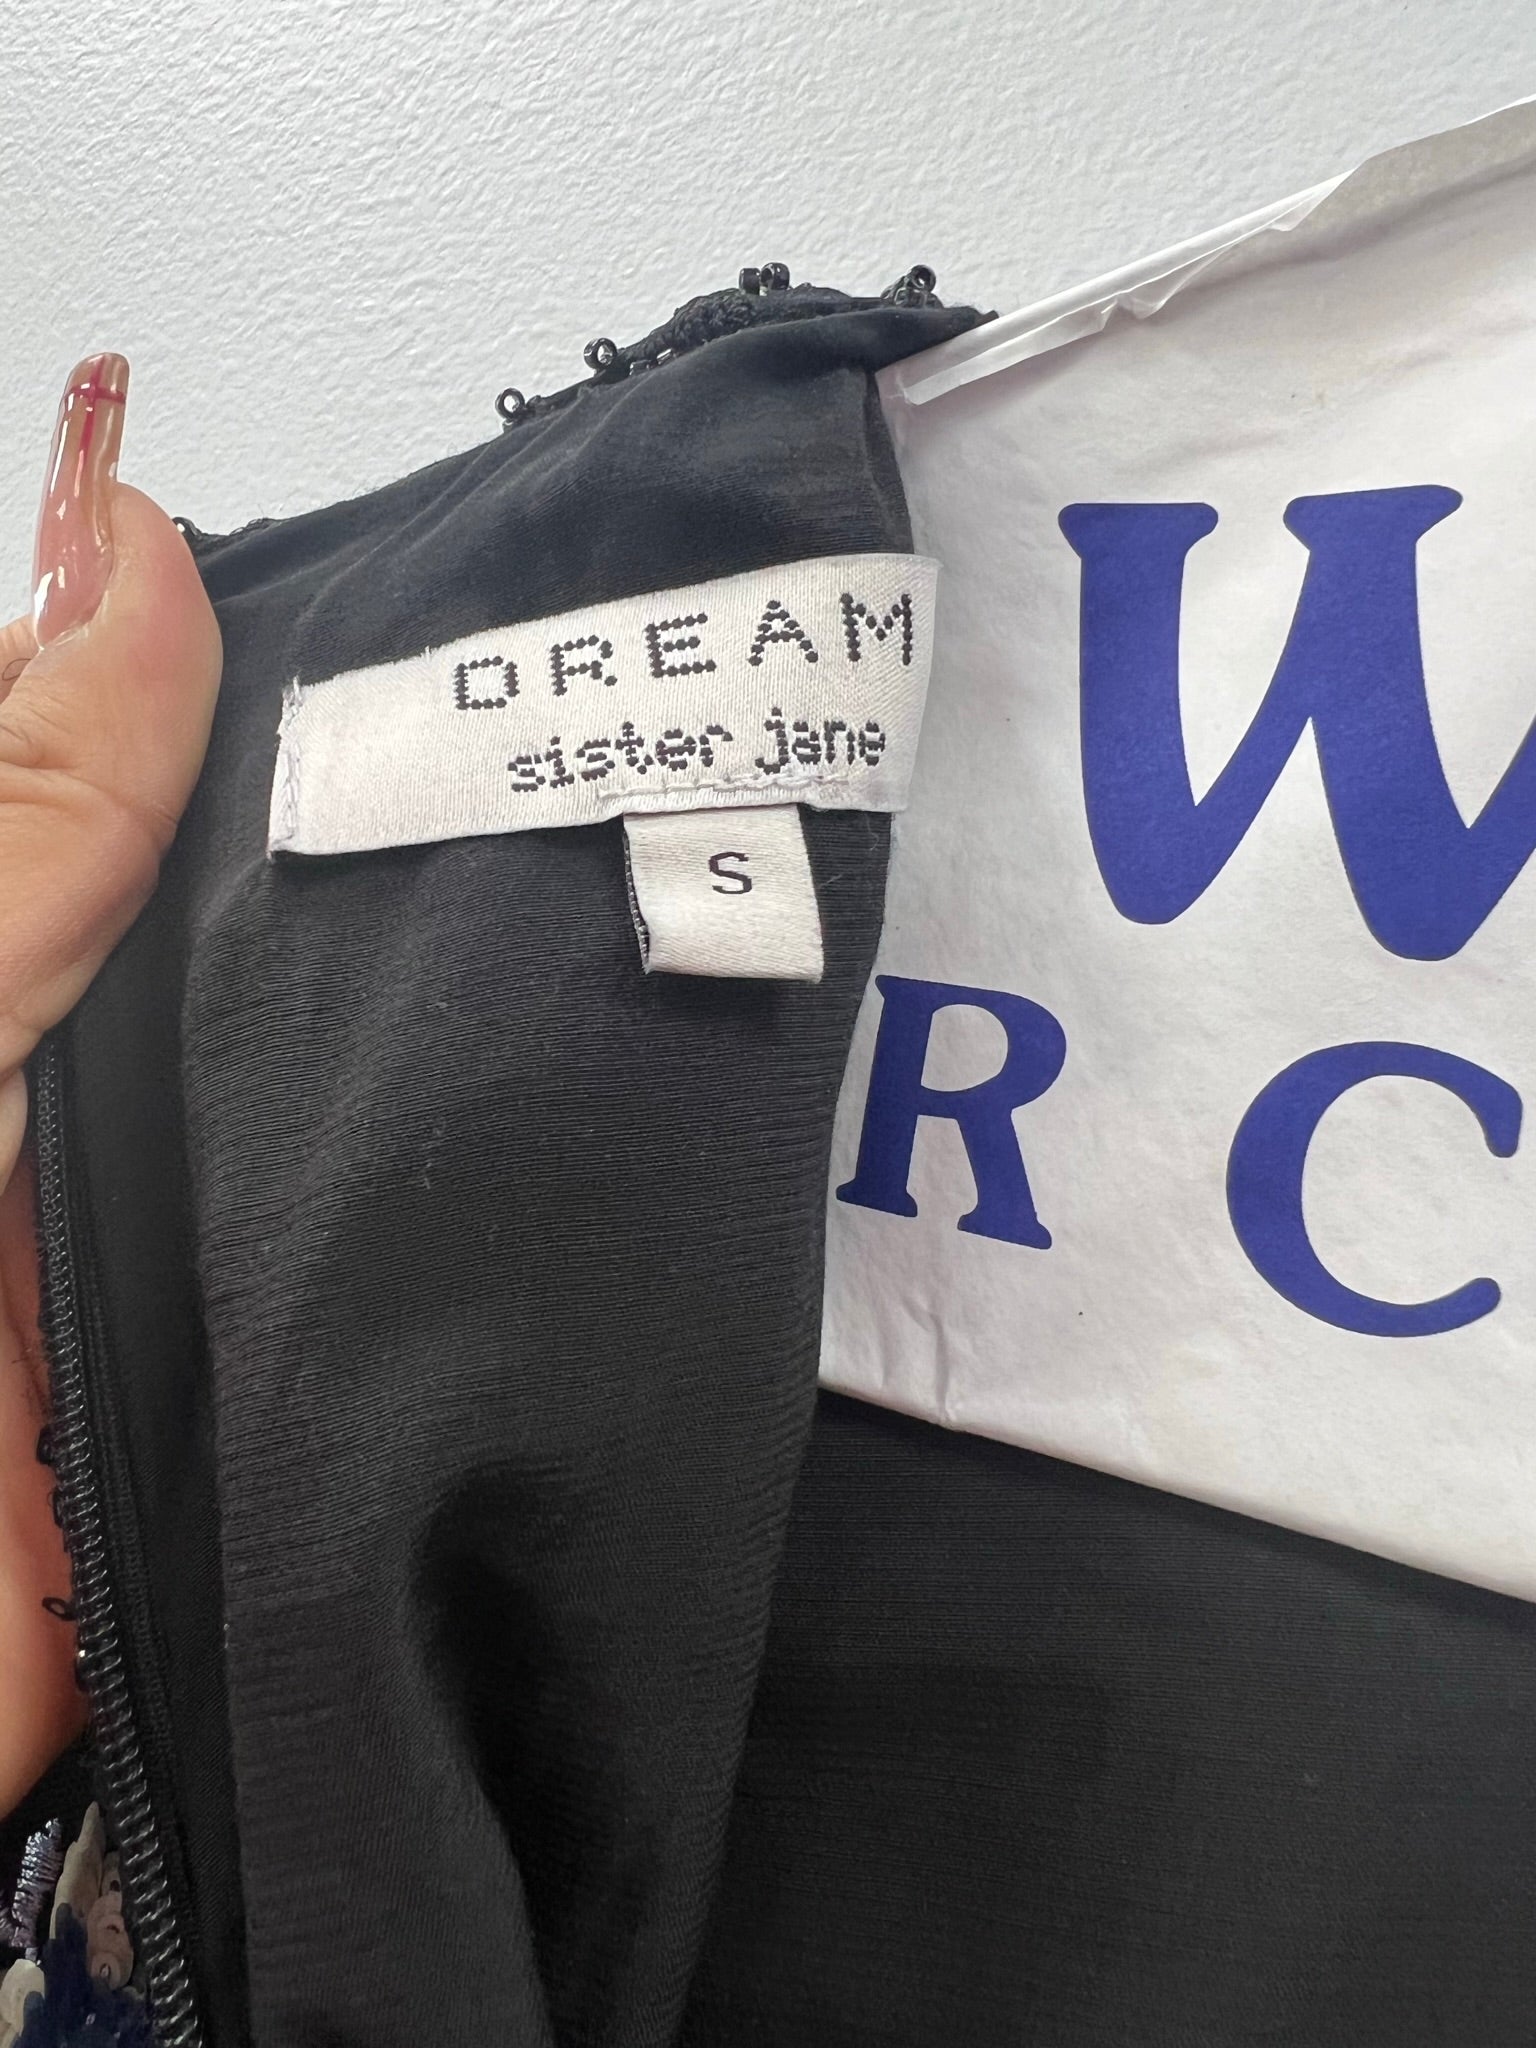 DREAM
sister jane
S
W
R C